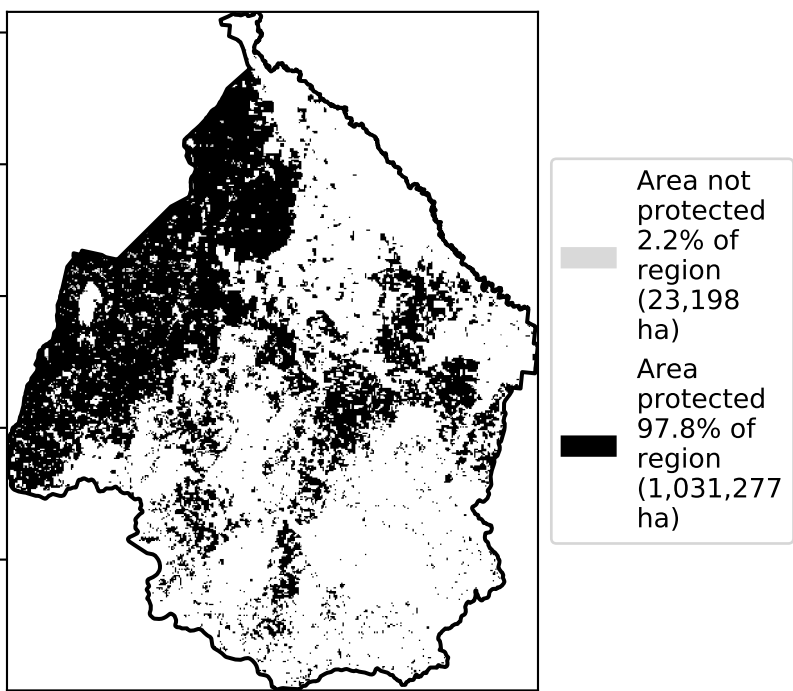 Area not
protected
2.2% of
region
(23,198
ha)
Area
protected
97.8% of
region
(1,031,277
ha)